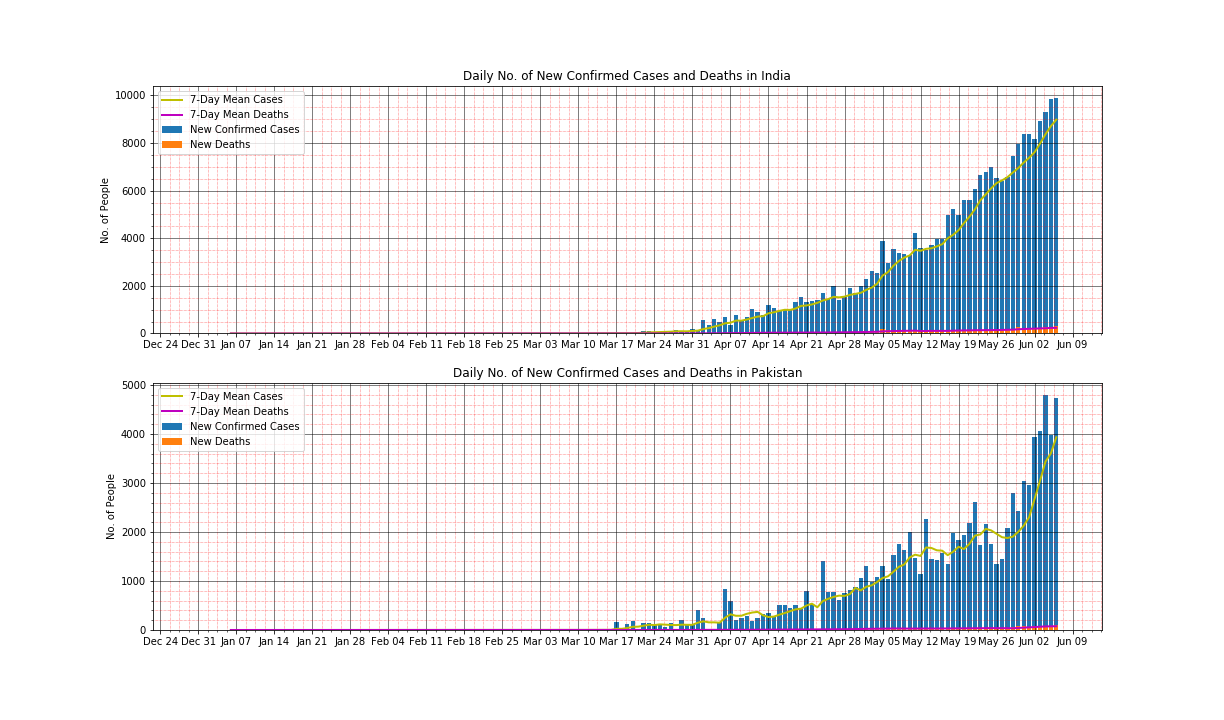 Daily No. of New Confirmed Cases and Deaths in India
10000
8000
6000
4000
2000
0
No. of People
7-Day Mean Cases
7-Day Mean Deaths
New Confirmed Cases
New Deaths
Dec 24 Dec 31 Jan 07 Jan 14 Jan 21 Jan 28 Feb 04 Feb 11 Feb 18 Feb 25 Mar 03 Mar 10 Mar 17 Mar 24 Mar 31 Apr 07 Apr 14 Apr 21 Apr 28 May 05 May 12 May 19 May 26 Jun 02 Jun 09
Daily No. of New Confirmed Cases and Deaths in Pakistan
5000
4000
3000
2000
1000
0
No. of People
7-Day Mean Cases
7-Day Mean Deaths
New Confirmed Cases
New Deaths
Dec 24 Dec 31 Jan 07 Jan 14 Jan 21 Jan 28 Feb 04 Feb 11 Feb 18 Feb 25 Mar 03 Mar 10 Mar 17 Mar 24 Mar 31 Apr 07 Apr 14 Apr 21 Apr 28 May 05 May 12 May 19 May 26 Jun 02 Jun 09